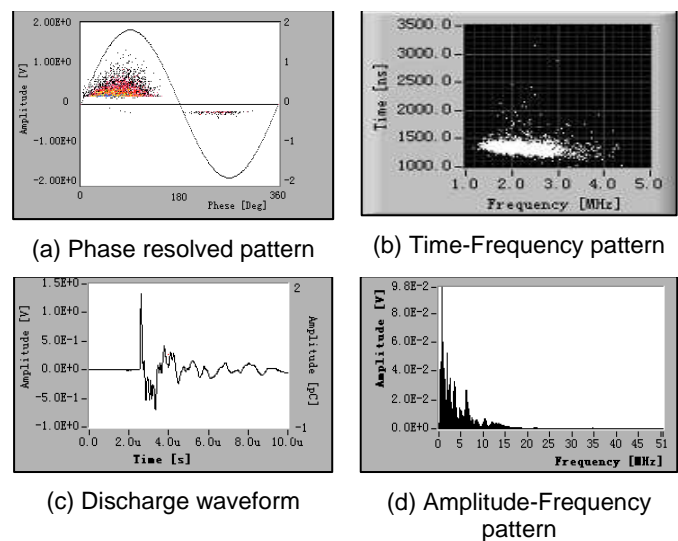 2.00E+0
1.00E+0
0
-1.00E+0
-2.00E+0
Amplitude [V]
2
1
0
-1
-2
0
180
360
Phese [Deg]
(a) Phase resolved pattern
3500.0
3000.0
2500.0
2000.0
1500.0
1000.0
Time [ns]
1.0 2.0 3.0 4.0 5.0
Frequency [MHz]
(b) Time-Frequency pattern
1.5E+0
1.0E+0
5.0E-1
0.0E+0
-5.0E-1
-1.0E+0
Amplitude [V]
2
-1
Amplitude [pC]
0.0 2.0u 4.0u 6.0u 8.0u 10.0u
Time [s]
(c) Discharge waveform
9.8E-2
8.0E-2
6.0E-2
4.0E-2
2.0E-2
0.0E+0
Amplitude [V]
0 5 10 15 20 25 30 35 40 45 51
Frequency [MHz]
(d) Amplitude-Frequency
pattern